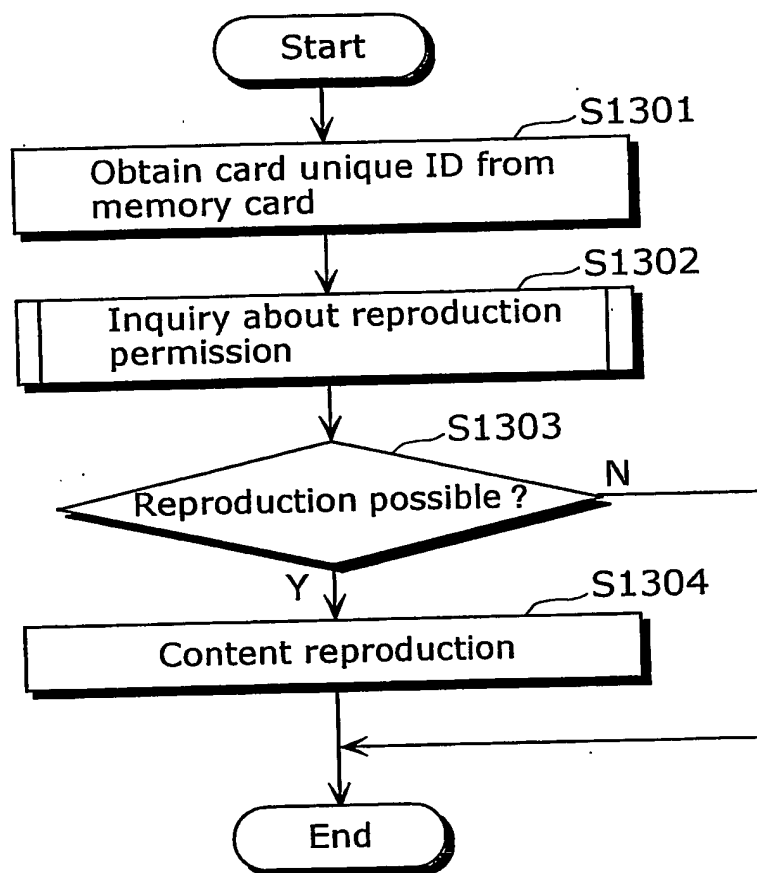 Start
S1301
Obtain card unique ID from
memory card
S1302
Inquiry about reproduction
permission
S1303
Reproduction possible ?
N
Y
S1304
Content reproduction
End